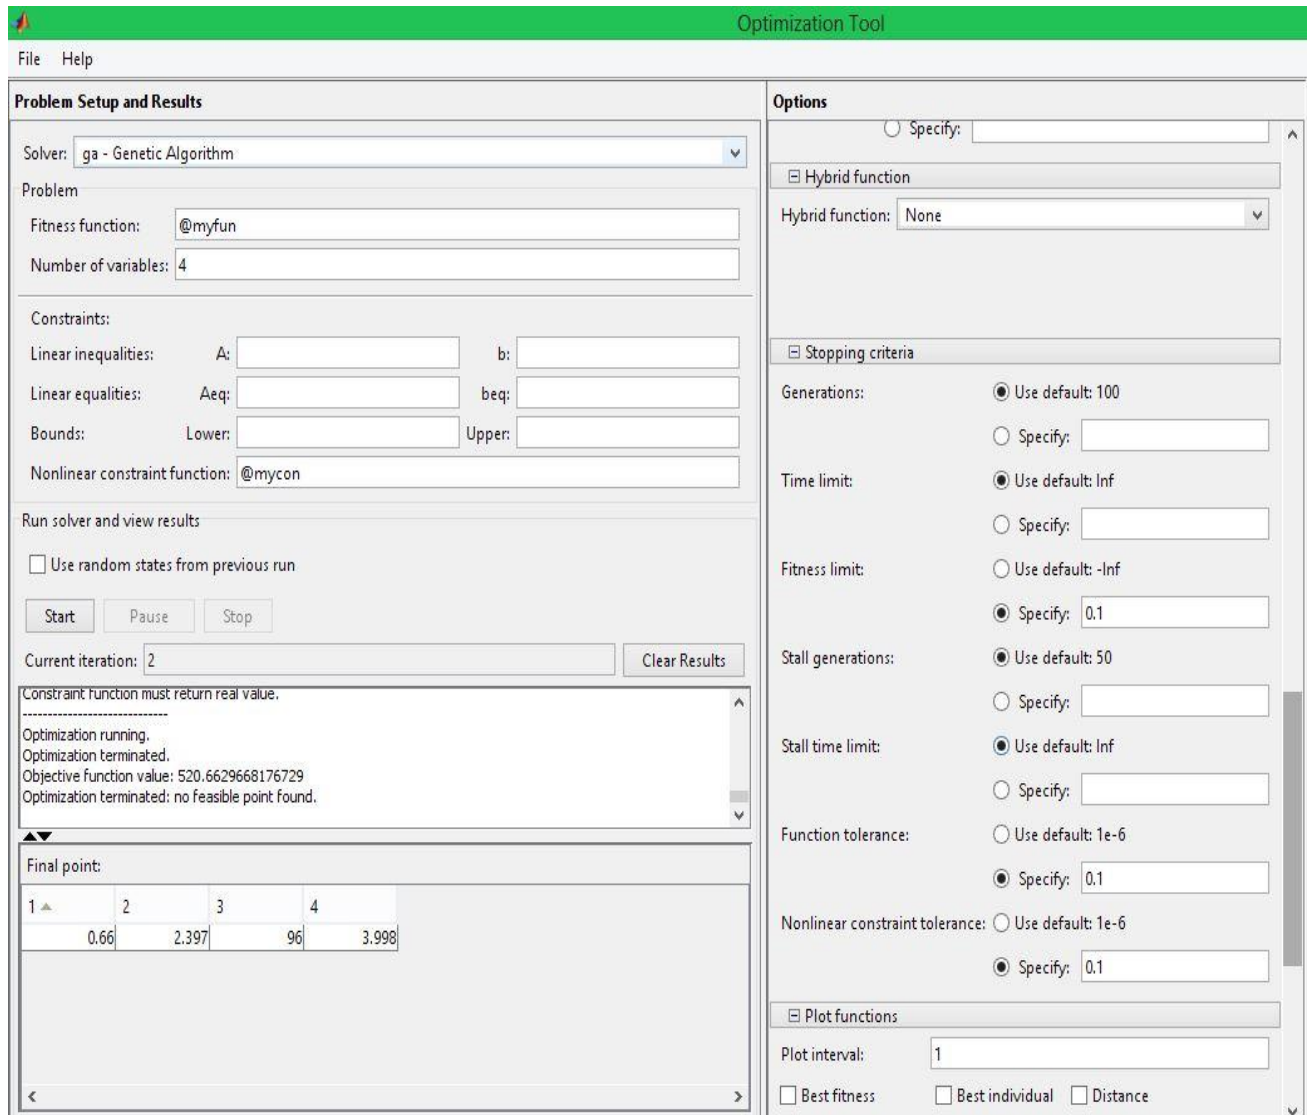 Optimization Tool
File Help
Problem Setup and Results
Solver: ga - Genetic Algorithm
Problem
Fitness function: @myfun
Number of variables: 4
Constraints:
Linear inequalities: A: b:
Linear equalities: Aeq: beq:
Bounds: Lower: Upper:
Nonlinear constraint function: @mycon
Run solver and view results
Use random states from previous run
Start Pause Stop
Current iteration: 2 Clear Results
Constraint function must return real value.
-----------------------------
Optimization running.
Optimization terminated.
Objective function value: 520.6629668176729
Optimization terminated: no feasible point found.
Final point:
1 2 3 4
0.66 2.397 96 3.998
Options
Specify:
Hybrid function
Hybrid function: None
Stopping criteria
Generations: Use default: 100
Specify:
Time limit: Use default: Inf
Specify:
Fitness limit: Use default: -Inf
Specify: 0.1
Stall generations: Use default: 50
Specify:
Stall time limit: Use default: Inf
Specify:
Function tolerance: Use default: 1e-6
Specify: 0.1
Nonlinear constraint tolerance: Use default: 1e-6
Specify: 0.1
Plot functions
Plot interval: 1
Best fitness Best individual Distance